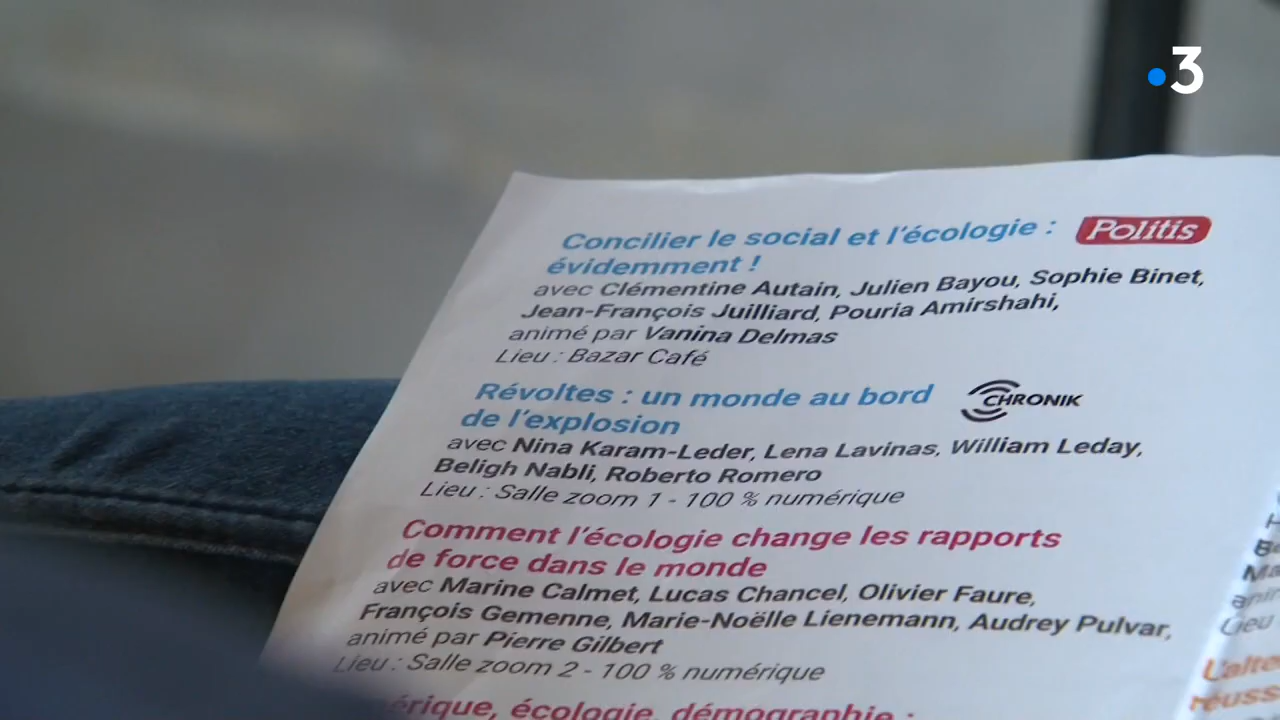 3
Concilier le social et l'écologie : Politis
évidemment !
avec Clémentine Autain, Julien Bayou, Sophie Binet,
Jean-François Juilliard, Pouria Amirshahi,
animé par Vanina Delmas
Lieu : Bazar Café
Révoltes : un monde au bord CHRONIK
de l'explosion
avec Nina Karam-Leder, Lena Lavinas, William Leday,
Beligh Nabli, Roberto Romero
Lieu : Salle zoom 1 - 100 % numérique
Comment l'écologie change les rapports
de force dans le monde
avec Marine Calmet, Lucas Chancel, Olivier Faure,
François Gemenne, Marie-Noëlle Lienemann, Audrey Pulvar,
animé par Pierre Gilbert
Lieu : Salle zoom 2 - 100 % numérique
écologie, démographie :
Lieu